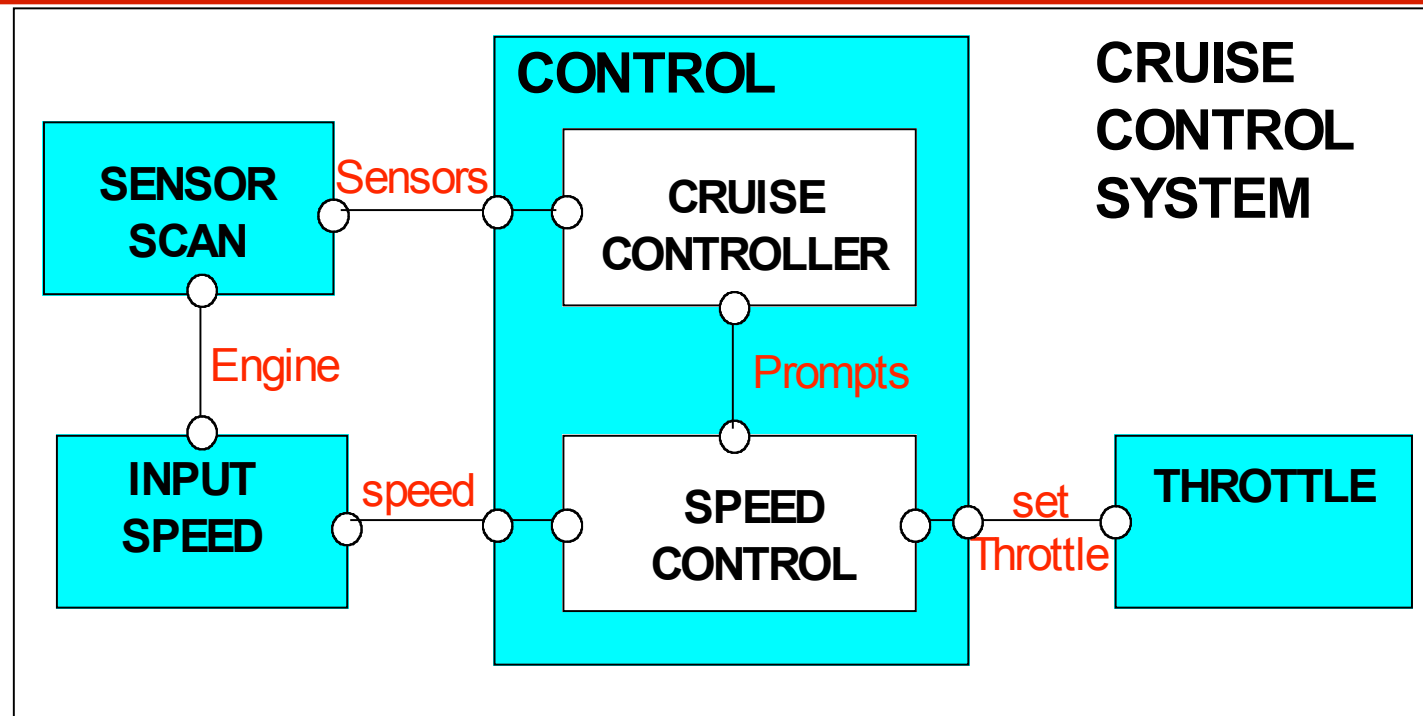 CONTROL
CRUISE
CONTROL
SYSTEM
SENSOR
SCAN
Sensors
CRUISE
CONTROLLER
Engine
Prompts
INPUT
SPEED
speed
SPEED
CONTROL
set
Throttle
THROTTLE